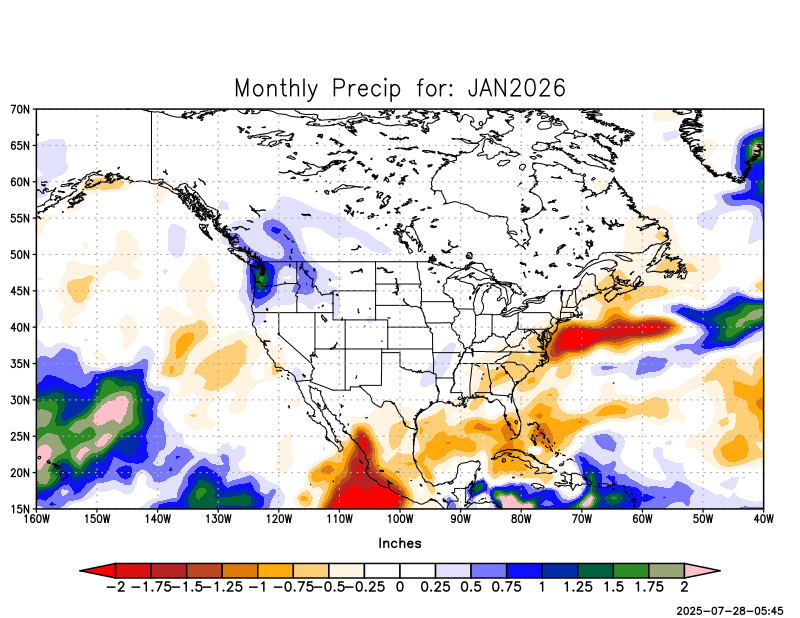 Monthly Precip for: JAN2026
70N
65N
60N
55N
50N
45N
40N
35N
30N
25N
20N
15N
160W 150W 140W 130W 120W 110W 100W 90W 80W 70W 60W 50W 40W
Inches
−2 −1.75 −1.5 −1.25 −1 −0.75 −0.5 −0.25 0 0.25 0.5 0.75 1 1.25 1.5 1.75 2
2025-07-28-05:45